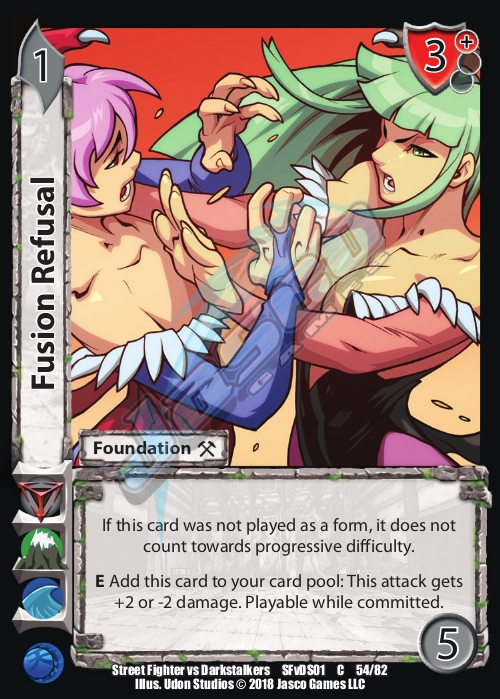 1
3
+
Fusion Refusal
Foundation
If this card was not played as a form, it does not
count towards progressive difficulty.
E Add this card to your card pool: This attack gets
+2 or -2 damage. Playable while committed.
5
Street Fighter vs Darkstalkers SFvDS01 C 54/82
Illus. Udon Studios © 2018 Jasco Games LLC